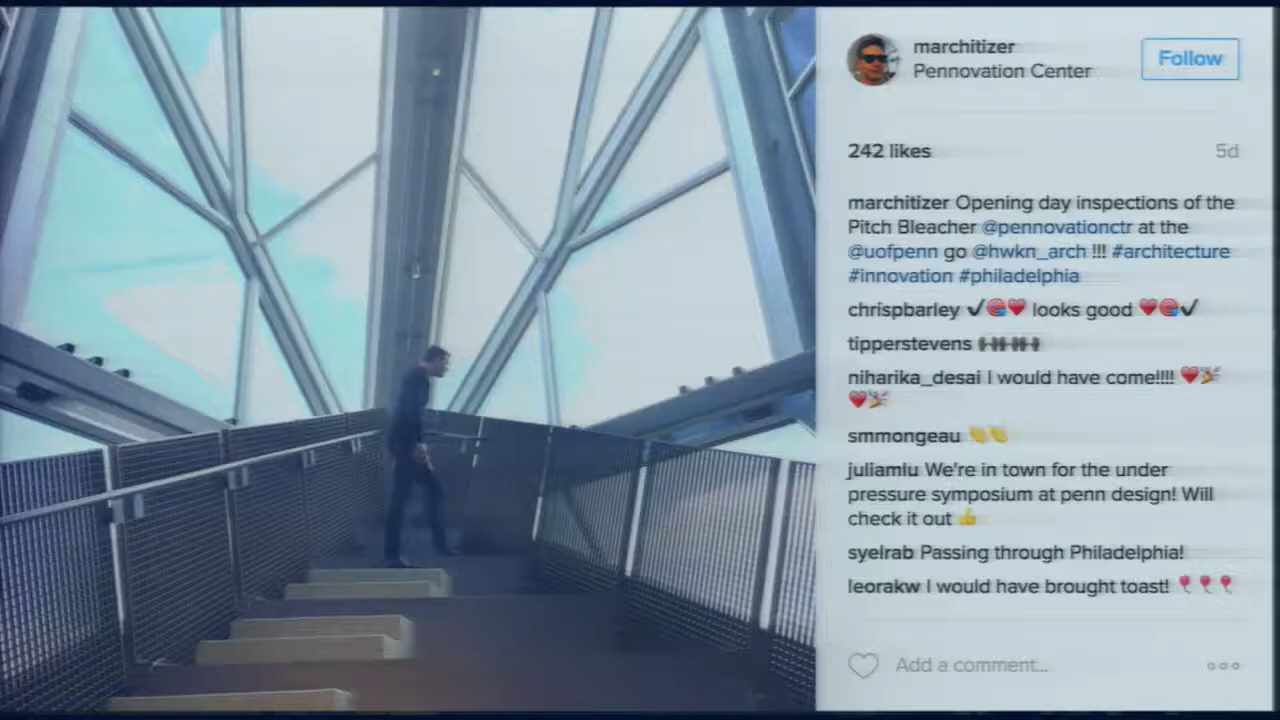 marchitizer
Pennovation Center
Follow
242 likes
5d
marchitizer Opening day inspections of the
Pitch Bleacher @pennovationctr at the
@uofpenn go @hwkn_arch !!! #architecture
#innovation #philadelphia
chrispbarley ✔️🎯❤️ looks good ❤️🎯✔️
tipperstevens
niharika_desai I would have come!!!! ❤️🎉
❤️🎉
smmongeau 👏👏
juliamlu We're in town for the under
pressure symposium at penn design! Will
check it out 👍
syelrab Passing through Philadelphia!
leorakw I would have brought toast! 🎈🎈🎈
Add a comment...